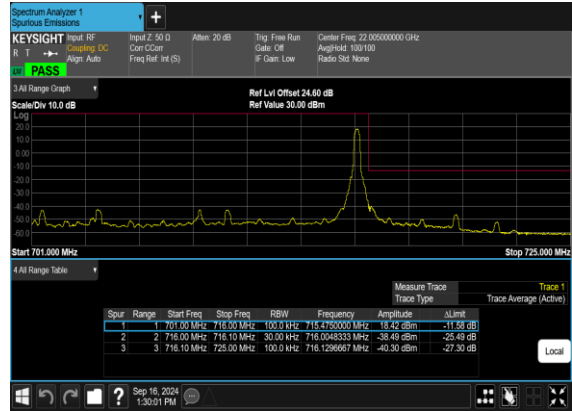 Spectrum Analyzer 1
Spurious Emissions
KEYSIGHT Input: RF Input Z: 50 Ω Atten: 20 dB Trig: Free Run Center Freq: 22.005000000 GHz
R T Coupling: DC Corr CCorr Gate: Off Avg|Hold: 100/100
Align: Auto Freq Ref: Int (S) IF Gain: Low Radio Std: None
PASS
3 All Range Graph
Ref Lvl Offset 24.60 dB
Scale/Div 10.0 dB Ref Value 30.00 dBm
Log
20.0
10.0
0.00
-10.0
-20.0
-30.0
-40.0
-50.0
-60.0
Start 701.000 MHz Stop 725.000 MHz
4 All Range Table
Measure Trace Trace 1
Trace Type Trace Average (Active)
Spur Range Start Freq Stop Freq RBW Frequency Amplitude ΔLimit
1 1 701.00 MHz 716.00 MHz 100.0 kHz 715.4750000 MHz 18.42 dBm -11.58 dB
2 2 716.00 MHz 716.10 MHz 30.00 kHz 716.0048333 MHz -38.49 dBm -25.49 dB
3 3 716.10 MHz 725.00 MHz 100.0 kHz 716.1296667 MHz -40.30 dBm -27.30 dB
Local
Sep 16, 2024
1:30:01 PM